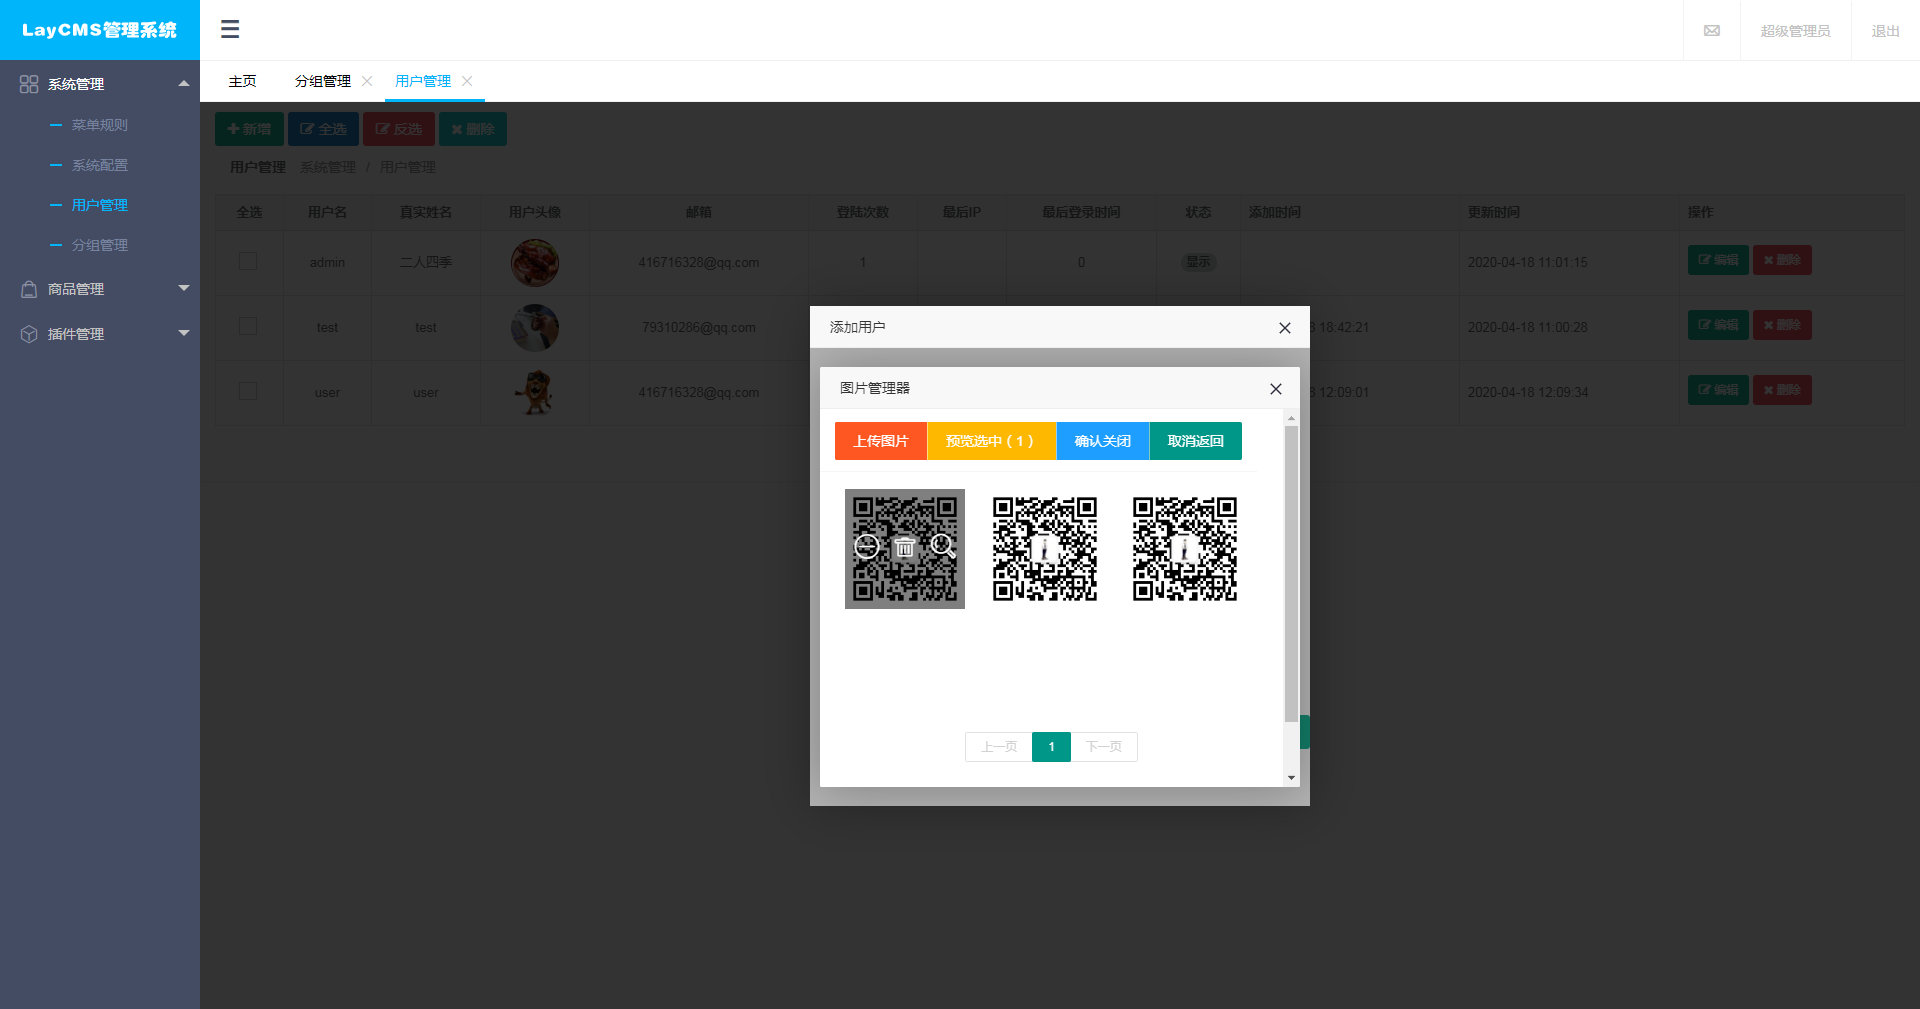 LayCMS管理系统
超级管理员
退出
系统管理
菜单规则
系统配置
用户管理
分组管理
商品管理
插件管理
主页 分组管理 用户管理
新增 全选 反选 删除
用户管理 系统管理 / 用户管理
全选 用户名 真实姓名 用户头像 邮箱 登陆次数 最后IP 最后登录时间 状态 添加时间 更新时间 操作
admin 二人四季 416716328@qq.com 1 0 显示 2020-04-18 11:01:15 编辑 删除
test test 79310286@qq.com 18:42:21 2020-04-18 11:00:28 编辑 删除
user user 416716328@qq.com 12:09:01 2020-04-18 12:09:34 编辑 删除
添加用户
图片管理器
上传图片 预览选中（1） 确认关闭 取消返回
上一页 1 下一页